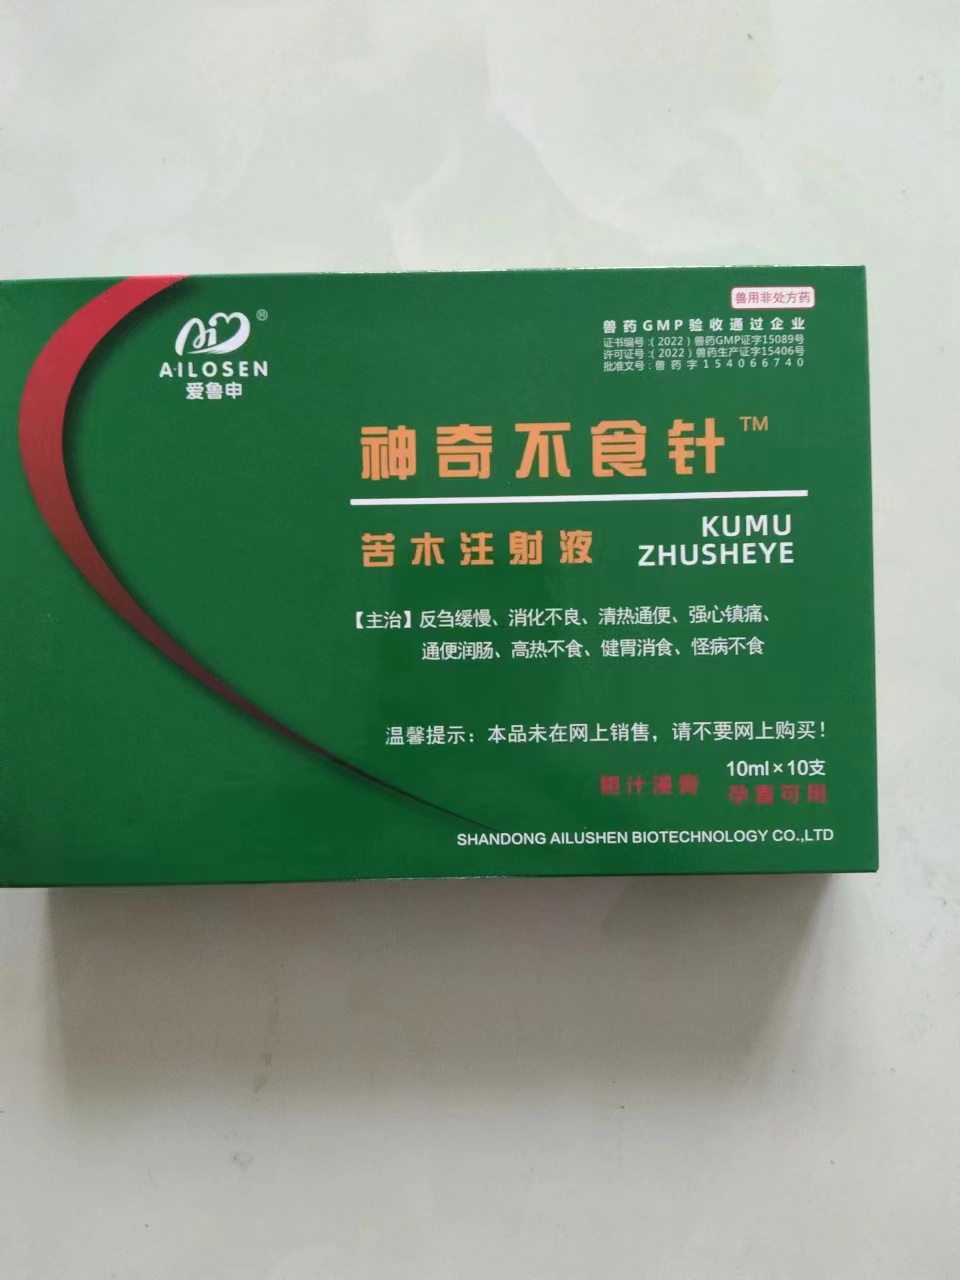 兽用非处方药
兽药GMP验收通过企业
证书编号:(2022)兽药GMP证字15089号
许可证号:(2022)兽药生产证字15406号
批准文号:兽药字154066740
AILOSEN
爱鲁申
神奇不食针™
苦木注射液
KUMU
ZHUSHEYE
【主治】反刍缓慢、消化不良、清热通便、强心镇痛、
通便润肠、高热不食、健胃消食、怪病不食
温馨提示:本品未在网上销售,请不要网上购买!
10ml×10支
胆汁浸膏 孕畜可用
SHANDONG AILUSHEN BIOTECHNOLOGY CO.,LTD